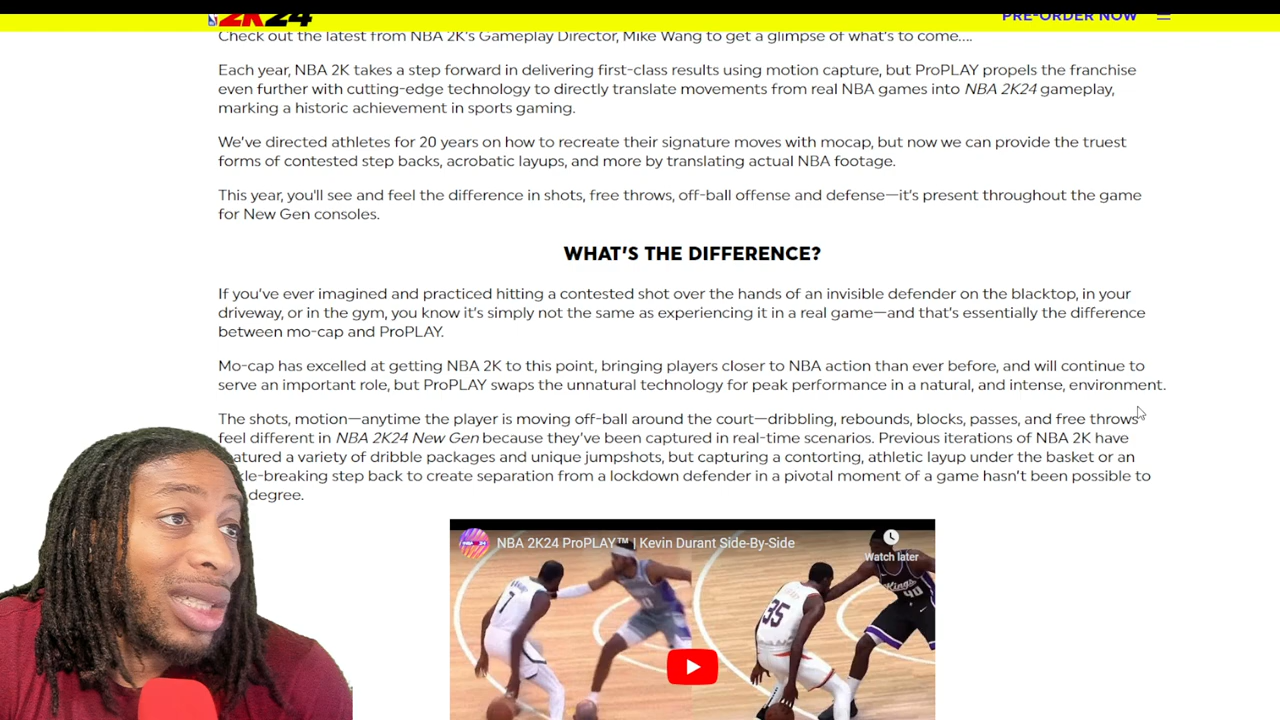 2K24
PRE-ORDER NOW
Check out the latest from NBA 2K's Gameplay Director, Mike Wang to get a glimpse of what's to come....
Each year, NBA 2K takes a step forward in delivering first-class results using motion capture, but ProPLAY propels the franchise
even further with cutting-edge technology to directly translate movements from real NBA games into NBA 2K24 gameplay,
marking a historic achievement in sports gaming.
We've directed athletes for 20 years on how to recreate their signature moves with mocap, but now we can provide the truest
forms of contested step backs, acrobatic layups, and more by translating actual NBA footage.
This year, you'll see and feel the difference in shots, free throws, off-ball offense and defense—it's present throughout the game
for New Gen consoles.
WHAT'S THE DIFFERENCE?
If you've ever imagined and practiced hitting a contested shot over the hands of an invisible defender on the blacktop, in your
driveway, or in the gym, you know it's simply not the same as experiencing it in a real game—and that's essentially the difference
between mo-cap and ProPLAY.
Mo-cap has excelled at getting NBA 2K to this point, bringing players closer to NBA action than ever before, and will continue to
serve an important role, but ProPLAY swaps the unnatural technology for peak performance in a natural, and intense, environment.
The shots, motion—anytime the player is moving off-ball around the court—dribbling, rebounds, blocks, passes, and free throws
feel different in NBA 2K24 New Gen because they've been captured in real-time scenarios. Previous iterations of NBA 2K have
atured a variety of dribble packages and unique jumpshots, but capturing a contorting, athletic layup under the basket or an
kle-breaking step back to create separation from a lockdown defender in a pivotal moment of a game hasn't been possible to
degree.
NBA 2K24 ProPLAY™ | Kevin Durant Side-By-Side
Watch later
7
35
Kings
40